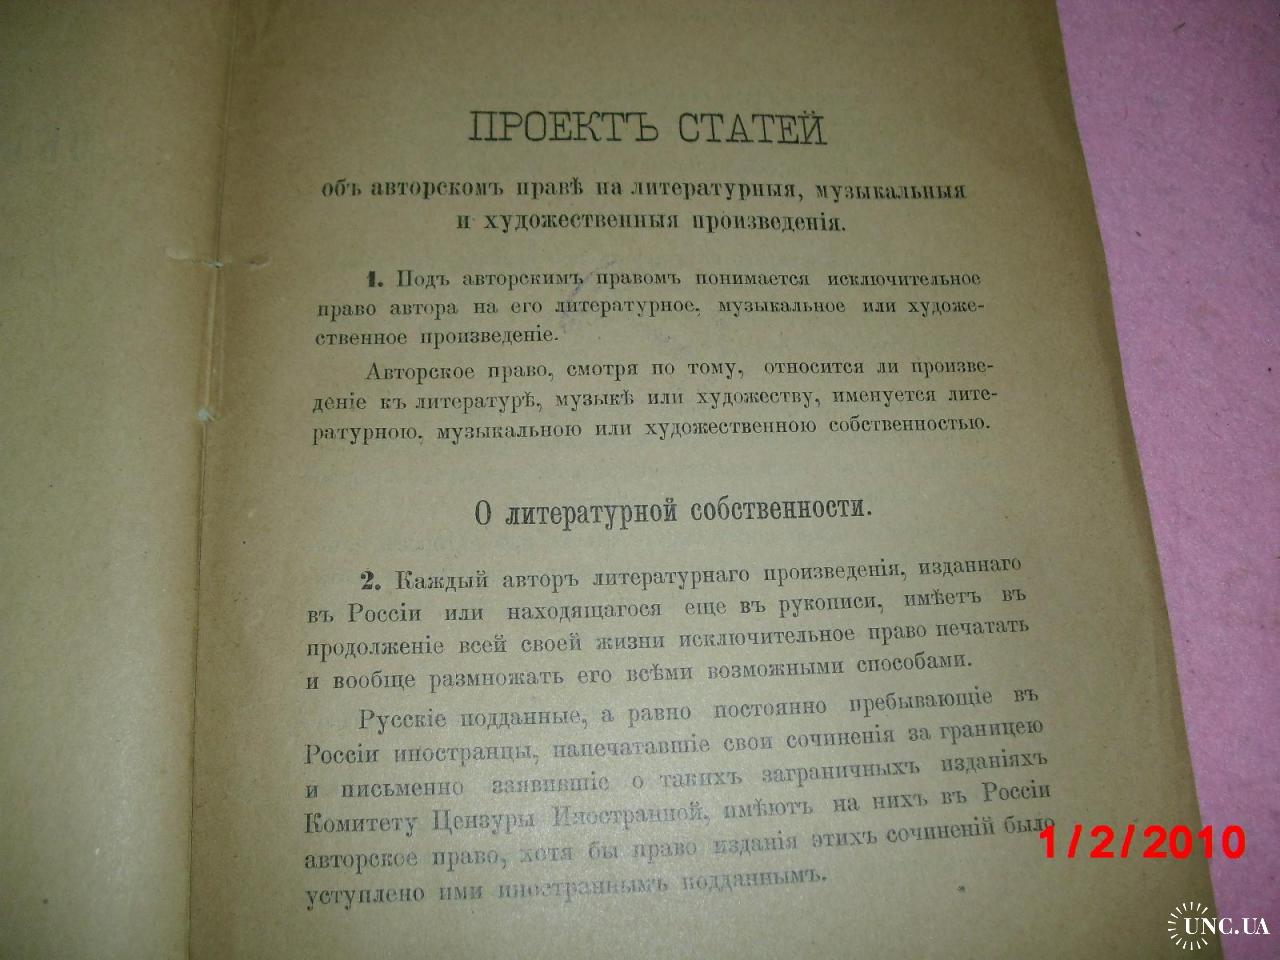 ПРОЕКТЪ СТАТЕЙ
объ авторскомъ правѣ на литературныя, музыкальныя
и художественныя произведенія.
1. Подъ авторскимъ правомъ понимается исключительное
право автора на его литературное, музыкальное или художе-
ственное произведеніе.
Авторское право, смотря по тому, относится ли произве-
деніе къ литературѣ, музыкѣ или художеству, именуется лите-
ратурною, музыкальною или художественною собственностью.
О литературной собственности.
2. Каждый авторъ литературнаго произведенія, изданнаго
въ Россіи или находящагося еще въ рукописи, имѣетъ въ
продолженіе всей своей жизни исключительное право печатать
и вообще размножать его всѣми возможными способами.
Русскіе подданные, а равно постоянно пребывающіе въ
Россіи иностранцы, напечатавшіе свои сочиненія за границею
и письменно заявившіе о такихъ заграничныхъ изданіяхъ
Комитету Цензуры Иностранной, имѣютъ на нихъ въ Россіи
авторское право, хотя бы право изданія этихъ сочиненій было
уступлено ими иностраннымъ подданнымъ.
1/2/2010
UNC.UA